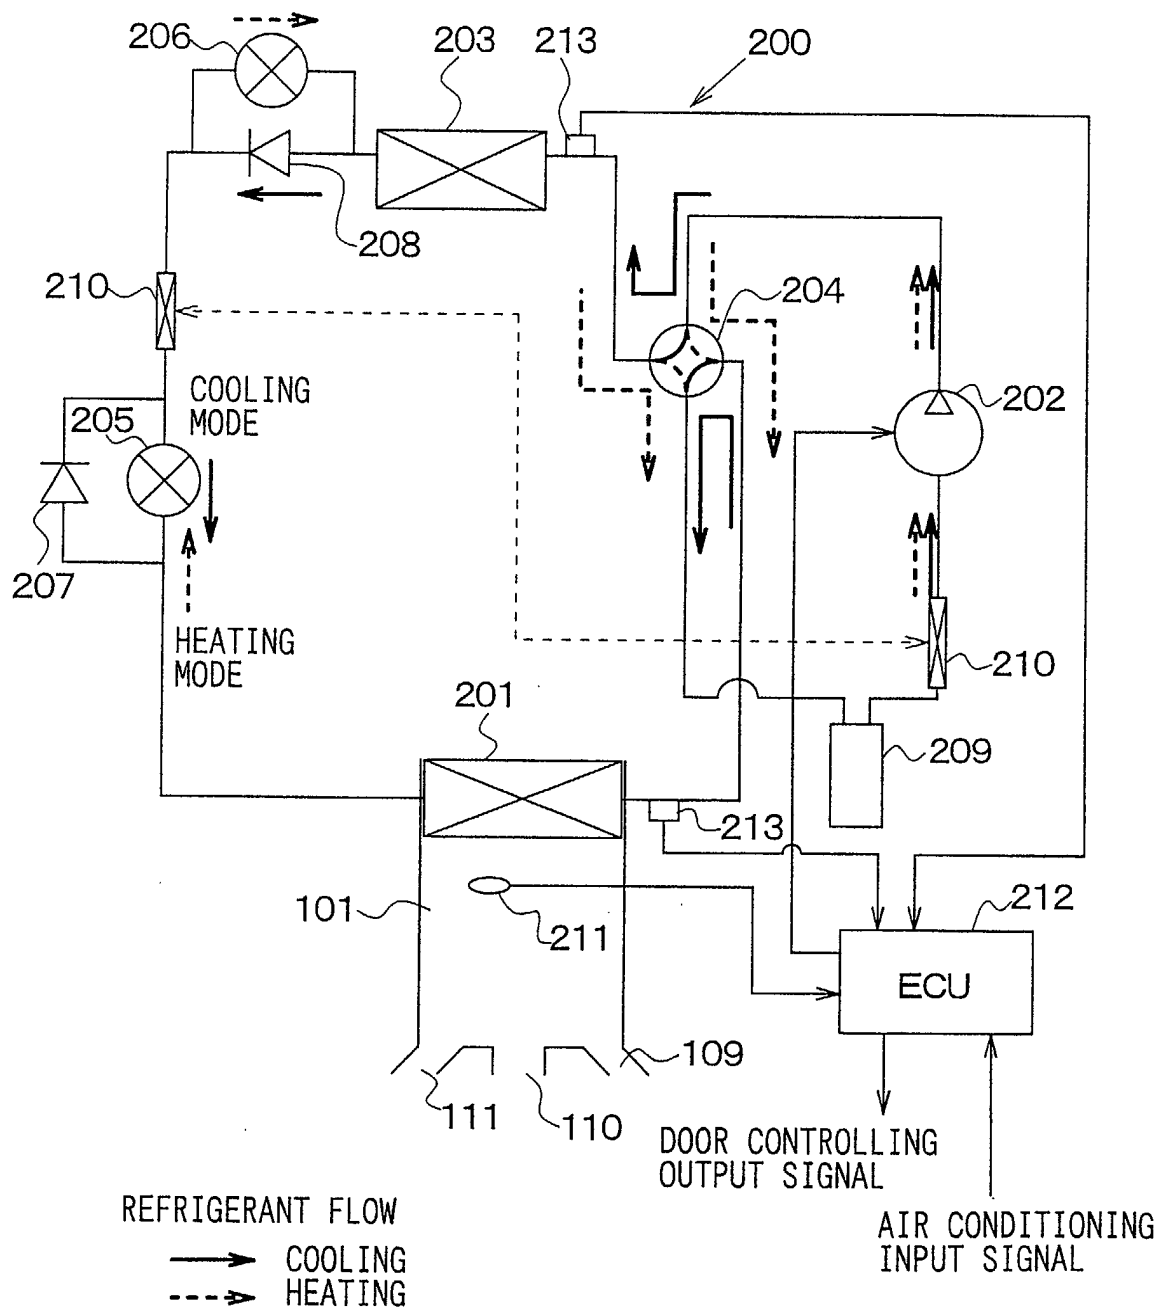 206
203
213
200
208
210
204
COOLING
MODE
202
205
207
HEATING
MODE
210
201
209
213
101
211
212
ECU
109
111
110
DOOR CONTROLLING
OUTPUT SIGNAL
AIR CONDITIONING
INPUT SIGNAL
REFRIGERANT FLOW
COOLING
HEATING